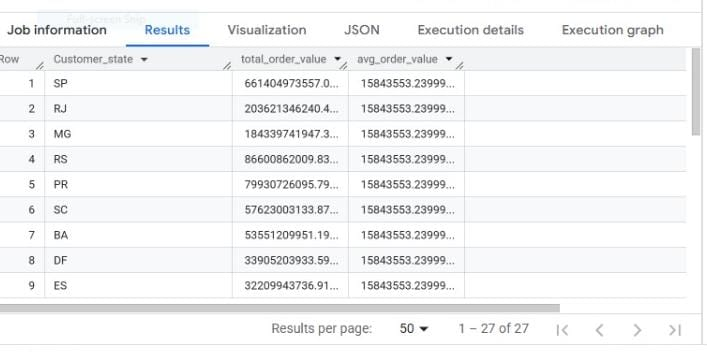 Full-screen Snip
Job information Results Visualization JSON Execution details Execution graph
Row Customer_state total_order_value avg_order_value
1 SP 661404973557.0... 15843553.23999...
2 RJ 203621346240.4... 15843553.23999...
3 MG 184339741947.3... 15843553.23999...
4 RS 86600862009.83... 15843553.23999...
5 PR 79930726095.79... 15843553.23999...
6 SC 57623003133.87... 15843553.23999...
7 BA 53551209951.19... 15843553.23999...
8 DF 33905203933.59... 15843553.23999...
9 ES 32209943736.91... 15843553.23999...
Results per page: 50 1 – 27 of 27